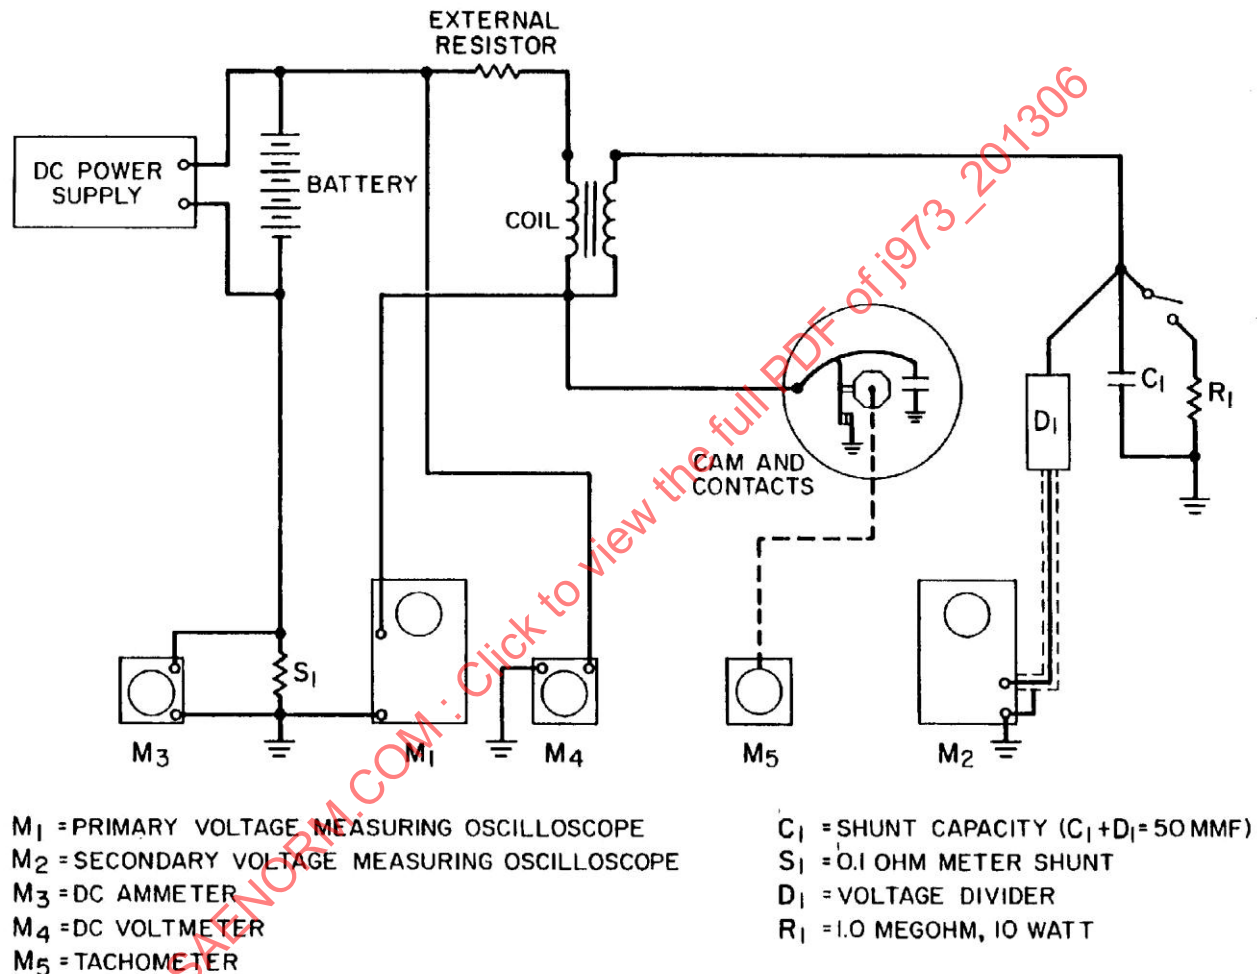 EXTERNAL
RESISTOR
DC POWER
SUPPLY
BATTERY
COIL
CAM AND
CONTACTS
D1
C1
R1
S1
M3
M1
M4
M5
M2
M1 = PRIMARY VOLTAGE MEASURING OSCILLOSCOPE
M2 = SECONDARY VOLTAGE MEASURING OSCILLOSCOPE
M3 = DC AMMETER
M4 = DC VOLTMETER
M5 = TACHOMETER
C1 = SHUNT CAPACITY (C1+D1=50 MMF)
S1 = 0.1 OHM METER SHUNT
D1 = VOLTAGE DIVIDER
R1 = 1.0 MEGOHM, 10 WATT
SAENORM.COM : Click to view the full PDF of j973_201306